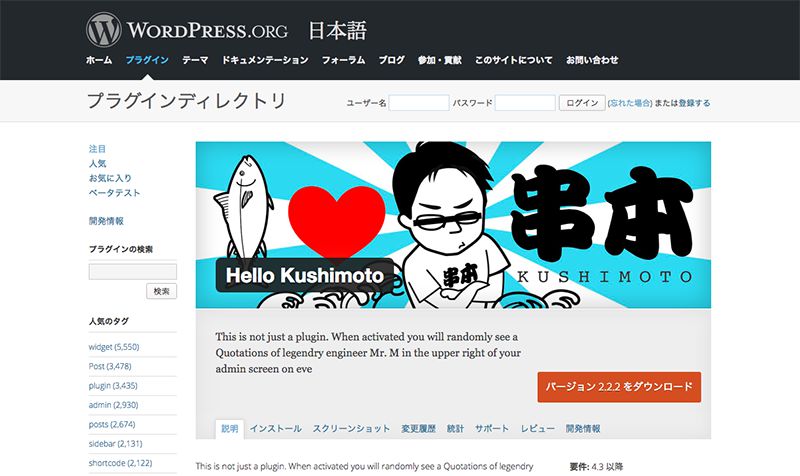 WORDPRESS.ORG 日本語
ホーム プラグイン テーマ ドキュメンテーション フォーラム ブログ 参加・貢献 このサイトについて お問い合わせ
プラグインディレクトリ
ユーザー名 パスワード ログイン (忘れた場合) または登録する
注目
人気
お気に入り
ベータテスト
開発情報
プラグインの検索
検索
人気のタグ
widget (5,550)
Post (3,478)
plugin (3,435)
admin (2,930)
posts (2,674)
sidebar (2,131)
shortcode (2,122)
串本
KUSHIMOTO
串本
Hello Kushimoto
This is not just a plugin. When activated you will randomly see a
Quotations of legendry engineer Mr. M in the upper right of your
admin screen on eve
バージョン 2.2.2 をダウンロード
説明 インストール スクリーンショット 変更履歴 統計 サポート レビュー 開発情報
This is not just a plugin. When activated you will randomly see a Quotations of legendry
要件: 4.3 以降